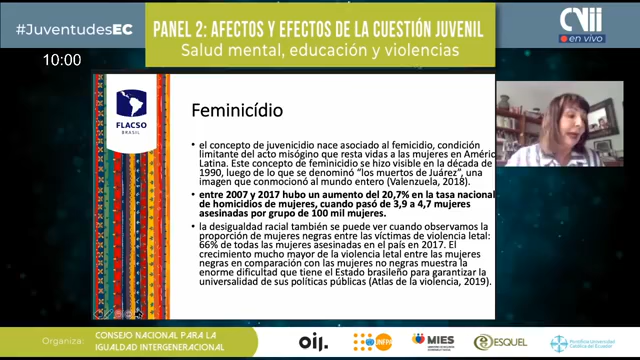 #JuventudesEC
PANEL 2: AFECTOS Y EFECTOS DE LA CUESTIÓN JUVENIL
Salud mental, educación y violencias
CNII
en vivo
10:00
FLACSO
BRASIL
Feminicídio
• el concepto de juvenicidio nace asociado al femicidio, condición
limitante del acto misógino que resta vidas a las mujeres en Améric
Latina. Este concepto de feminicidio se hizo visible en la década de
1990, luego de lo que se denominó "los muertos de Juárez", una
imagen que conmocionó al mundo entero (Valenzuela, 2018).
• entre 2007 y 2017 hubo un aumento del 20,7% en la tasa nacional
de homicidios de mujeres, cuando pasó de 3,9 a 4,7 mujeres
asesinadas por grupo de 100 mil mujeres.
• la desigualdad racial también se puede ver cuando observamos la
proporción de mujeres negras entre las víctimas de violencia letal:
66% de todas las mujeres asesinadas en el país en 2017. El
crecimiento mucho mayor de la violencia letal entre las mujeres
negras en comparación con las mujeres no negras muestra la
enorme dificultad que tiene el Estado brasileño para garantizar la
universalidad de sus políticas públicas (Atlas de la violencia, 2019).
Organiza:
CONSEJO NACIONAL PARA LA
IGUALDAD INTERGENERACIONAL
oij.
UNFPA
MIES
ESQUEL
Pontificia Universidad
Católica del Ecuador